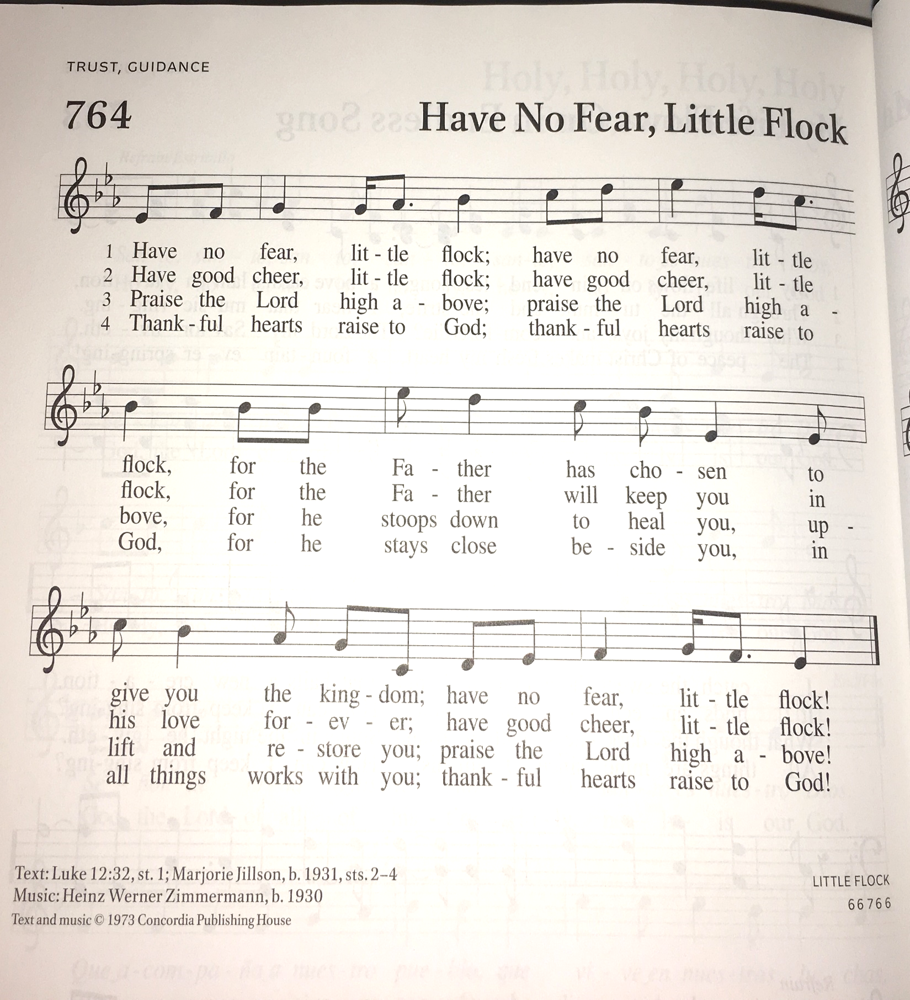 TRUST, GUIDANCE
764 Have No Fear, Little Flock
1 Have no fear, lit - tle flock; have no fear, lit - tle
2 Have good cheer, lit - tle flock; have good cheer, lit - tle
3 Praise the Lord high a - bove; praise the Lord high a -
4 Thank - ful hearts raise to God; thank - ful hearts raise to
flock, for the Fa - ther has cho - sen to
flock, for the Fa - ther will keep you in
bove, for he stoops down to heal you, up -
God, for he stays close be - side you, in
give you the king - dom; have no fear, lit - tle flock!
his love for - ev - er; have good cheer, lit - tle flock!
lift and re - store you; praise the Lord high a - bove!
all things works with you; thank - ful hearts raise to God!
Text: Luke 12:32, st. 1; Marjorie Jillson, b. 1931, sts. 2–4
Music: Heinz Werner Zimmermann, b. 1930
Text and music © 1973 Concordia Publishing House
LITTLE FLOCK
66766